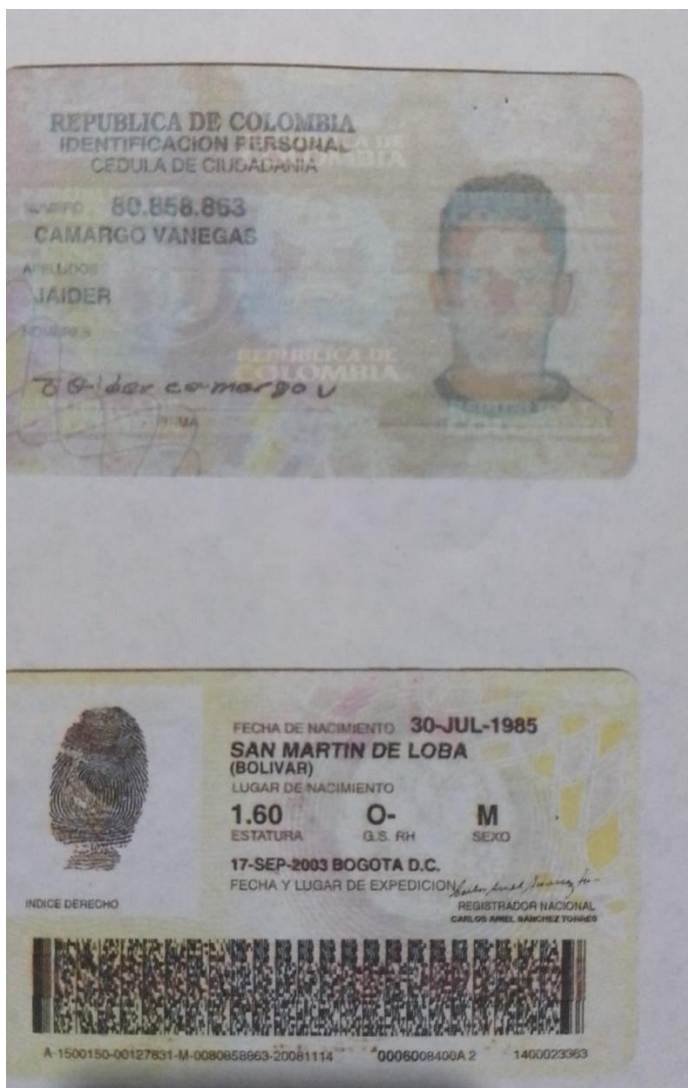 REPUBLICA DE COLOMBIA
IDENTIFICACION PERSONAL
CEDULA DE CIUDADANIA
NUMERO 80.858.863
CAMARGO VANEGAS
APELLIDOS
JAIDER
NOMBRES
REPUBLICA DE
COLOMBIA
Jaider camargo v
FIRMA
FECHA DE NACIMIENTO 30-JUL-1985
SAN MARTIN DE LOBA
(BOLIVAR)
LUGAR DE NACIMIENTO
1.60 O- M
ESTATURA G.S. RH SEXO
17-SEP-2003 BOGOTA D.C.
FECHA Y LUGAR DE EXPEDICION
INDICE DERECHO
REGISTRADOR NACIONAL
CARLOS ARIEL SANCHEZ TORRES
A-1500150-00127831-M-0080858863-20081114 0006008400A 2 1400023363